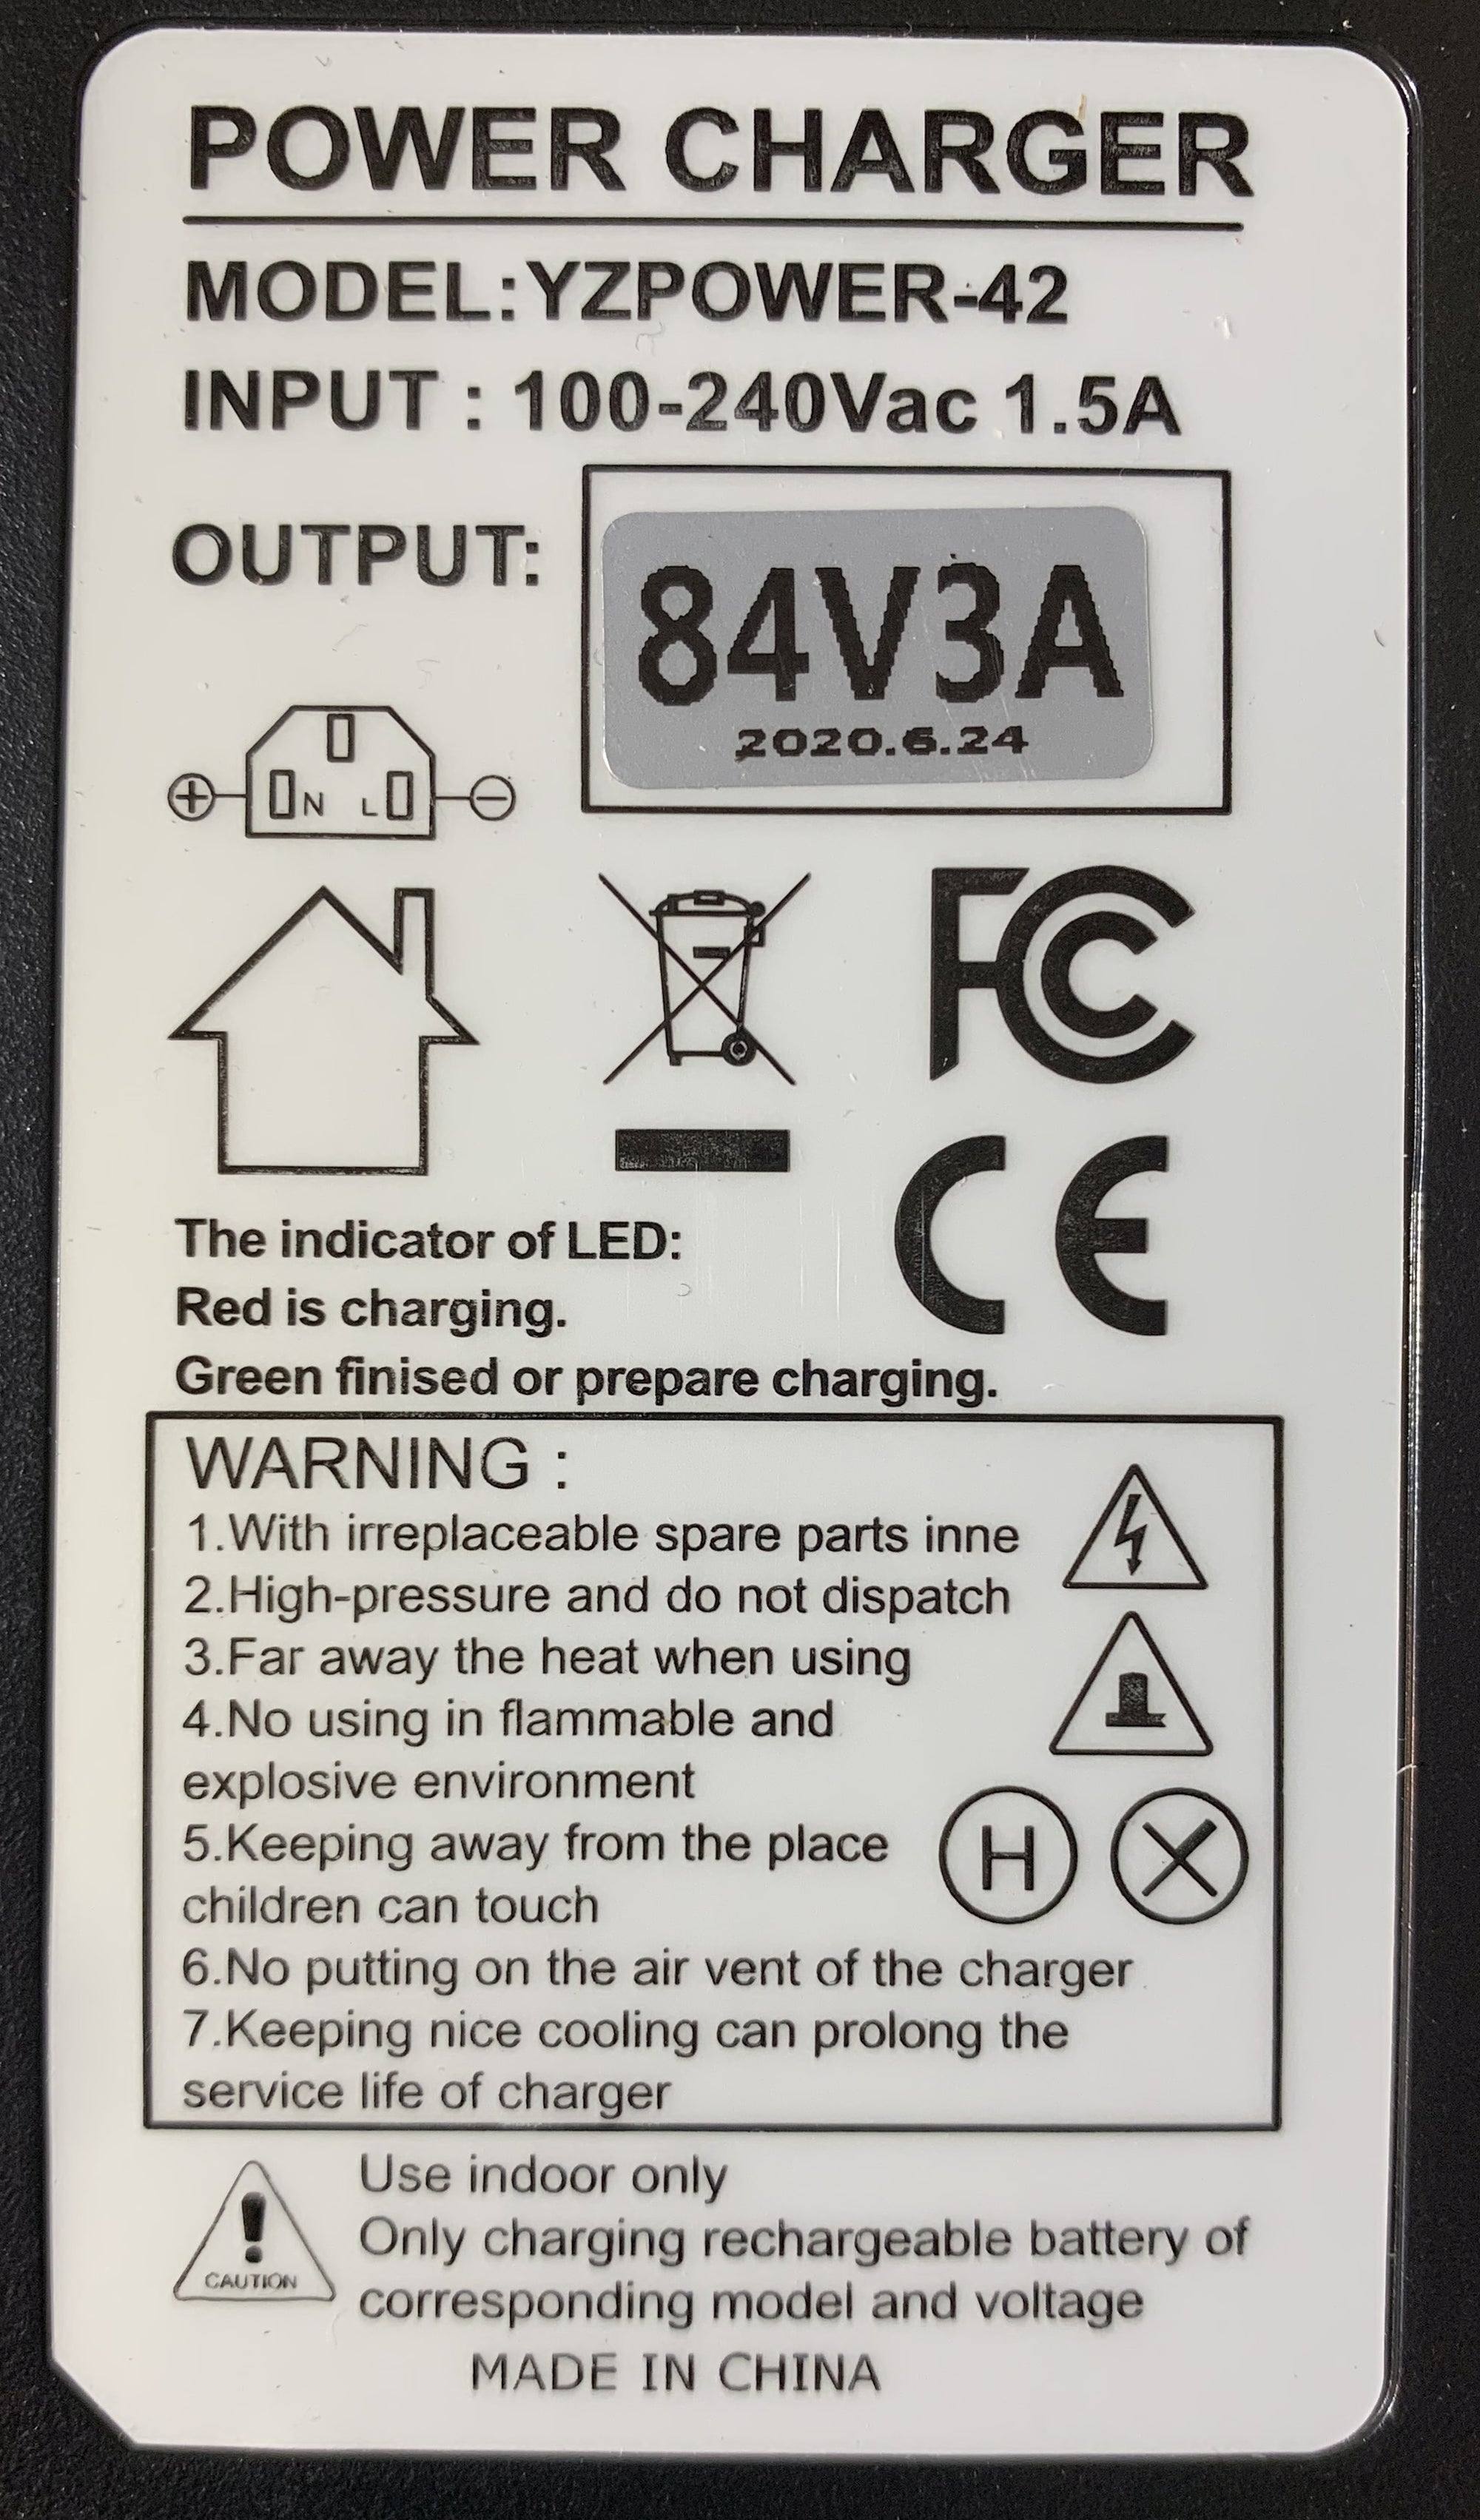 POWER CHARGER
MODEL:YZPOWER-42
INPUT : 100-240Vac 1.5A
OUTPUT:
84V3A
2020.6.24
N L
FC
CE
The indicator of LED:
Red is charging.
Green finised or prepare charging.
WARNING :
1.With irreplaceable spare parts inne
2.High-pressure and do not dispatch
3.Far away the heat when using
4.No using in flammable and
explosive environment
5.Keeping away from the place
children can touch
H X
6.No putting on the air vent of the charger
7.Keeping nice cooling can prolong the
service life of charger
CAUTION
Use indoor only
Only charging rechargeable battery of
corresponding model and voltage
MADE IN CHINA